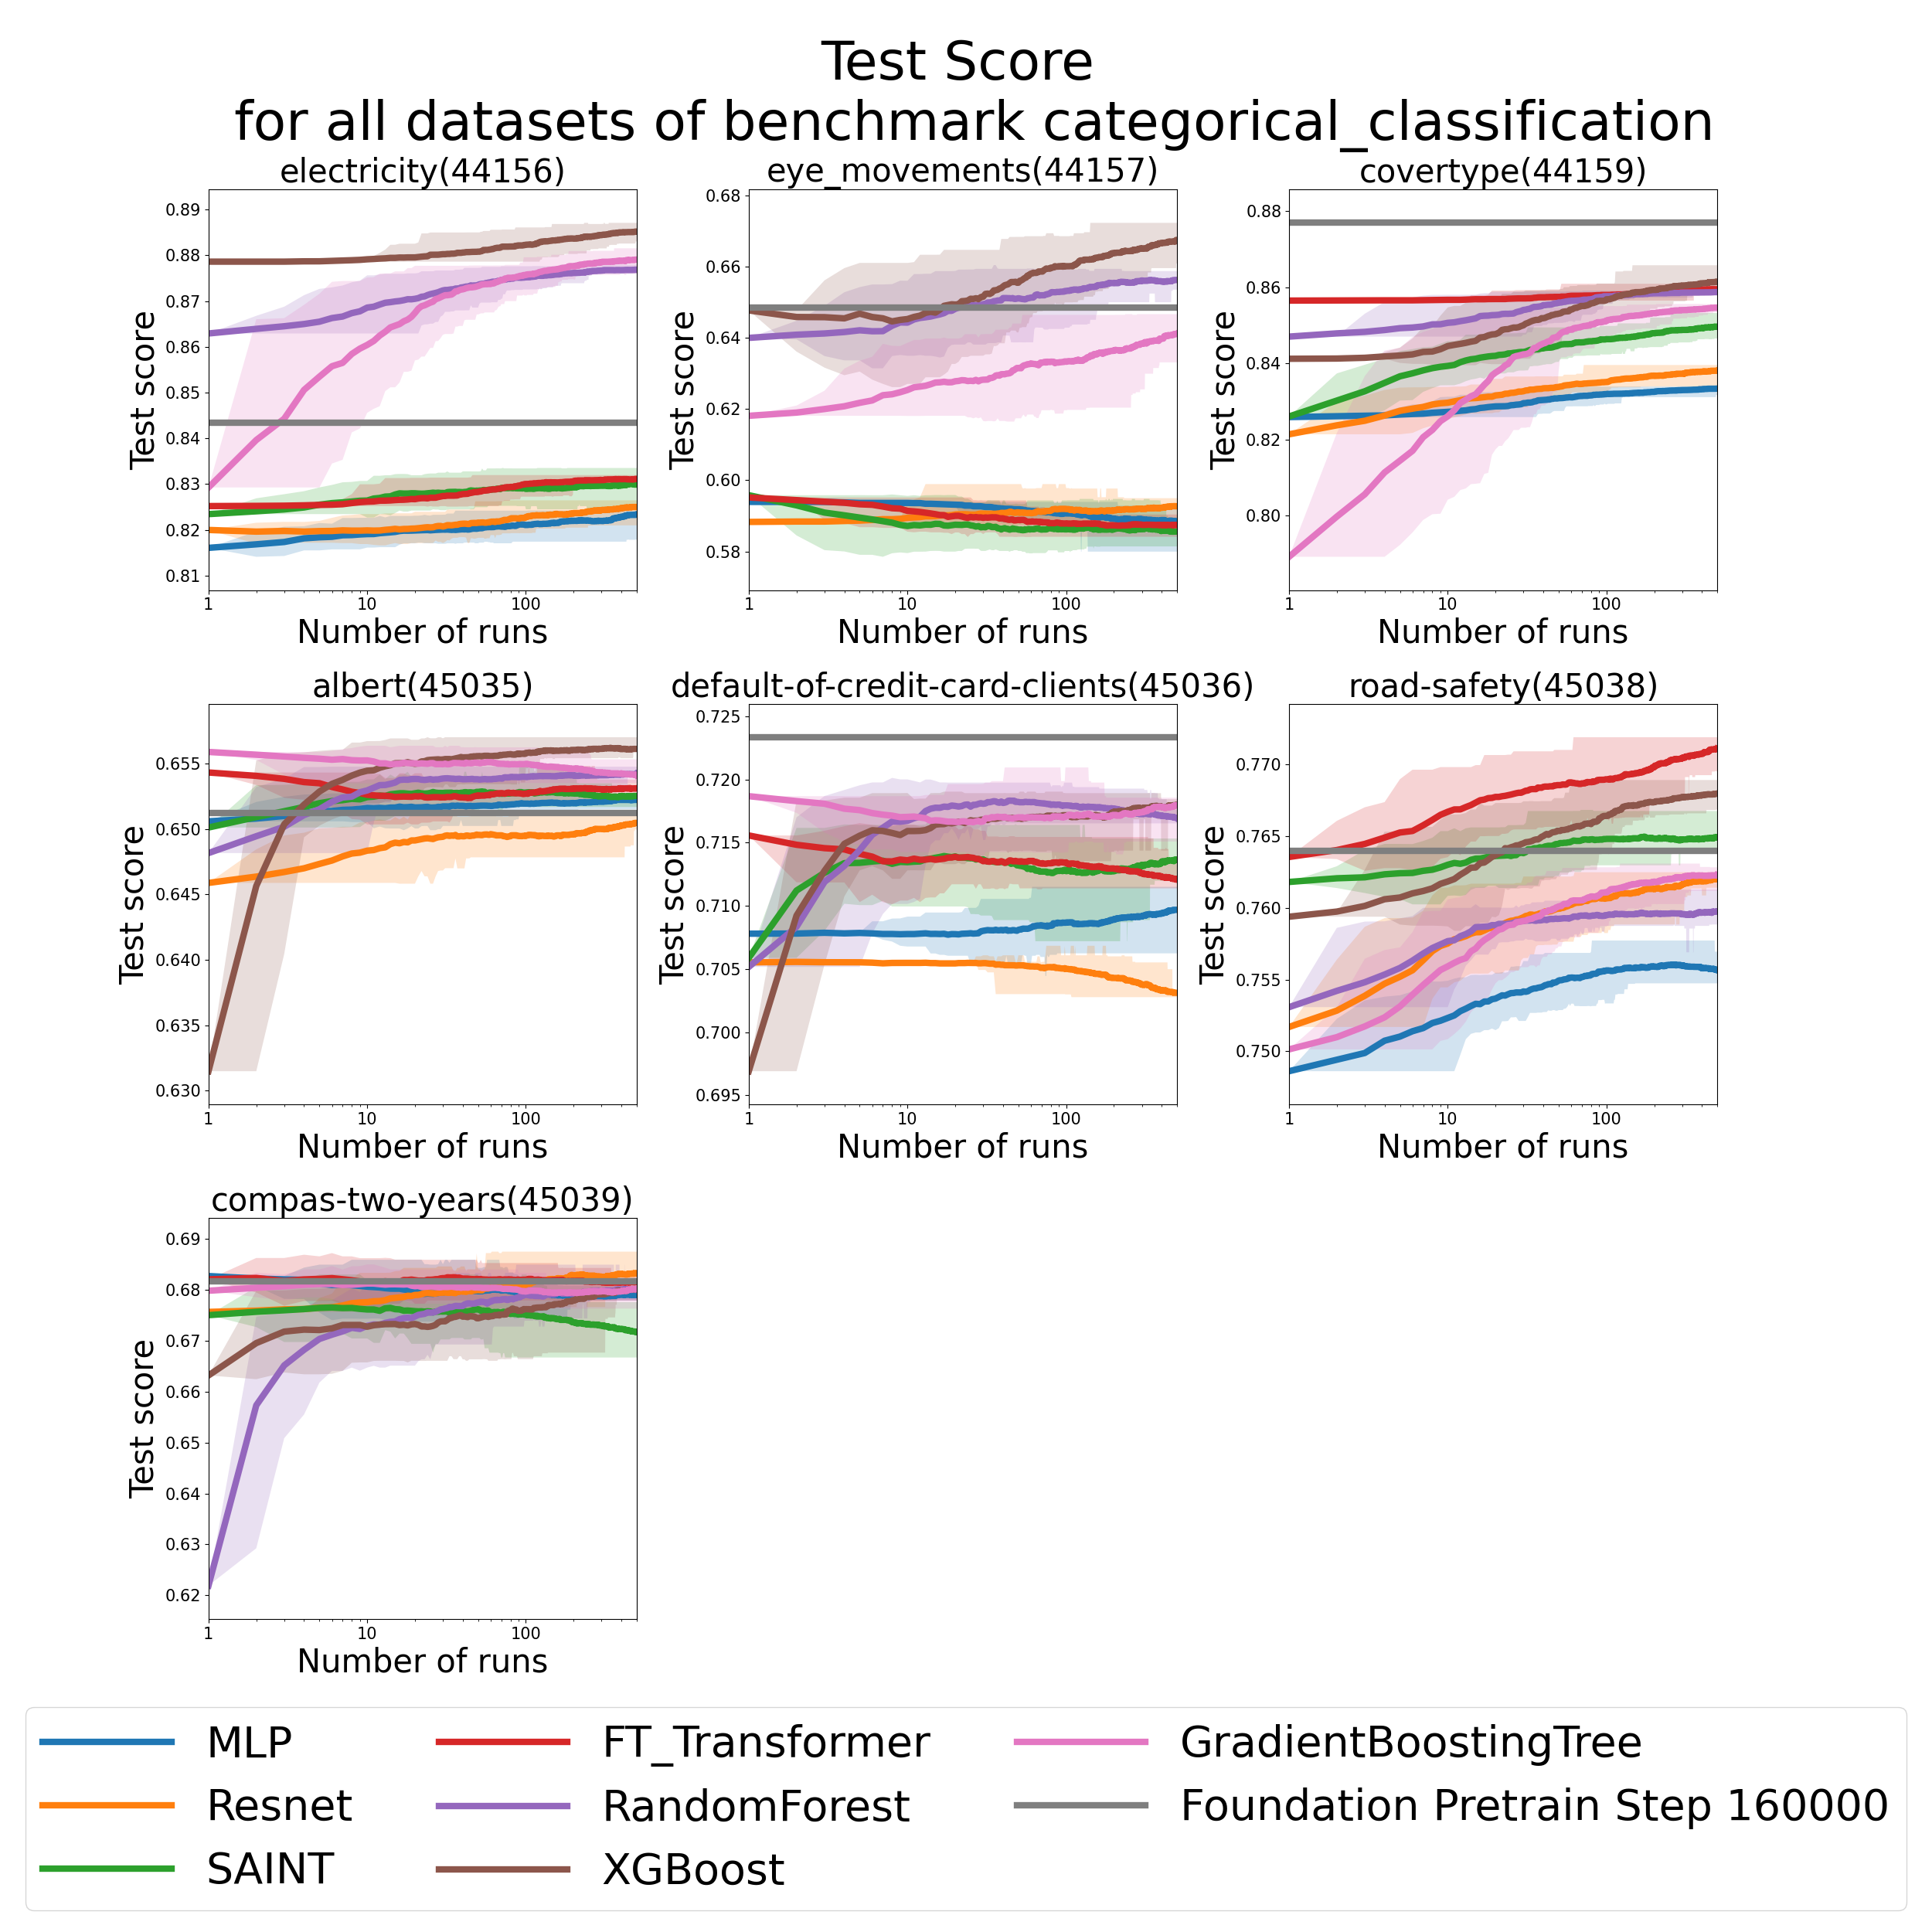 Test Score
for all datasets of benchmark categorical_classification
electricity(44156)
eye_movements(44157)
covertype(44159)
Test score
0.89
0.88
0.87
0.86
0.85
0.84
0.83
0.82
0.81
1
10
100
Number of runs
Test score
0.68
0.66
0.64
0.62
0.60
0.58
1
10
100
Number of runs
Test score
0.88
0.86
0.84
0.82
0.80
1
10
100
Number of runs
albert(45035)
default-of-credit-card-clients(45036)
road-safety(45038)
Test score
0.655
0.650
0.645
0.640
0.635
0.630
1
10
100
Number of runs
Test score
0.725
0.720
0.715
0.710
0.705
0.700
0.695
1
10
100
Number of runs
Test score
0.770
0.765
0.760
0.755
0.750
1
10
100
Number of runs
compas-two-years(45039)
Test score
0.69
0.68
0.67
0.66
0.65
0.64
0.63
0.62
1
10
100
Number of runs
MLP
Resnet
SAINT
FT_Transformer
RandomForest
XGBoost
GradientBoostingTree
Foundation Pretrain Step 160000